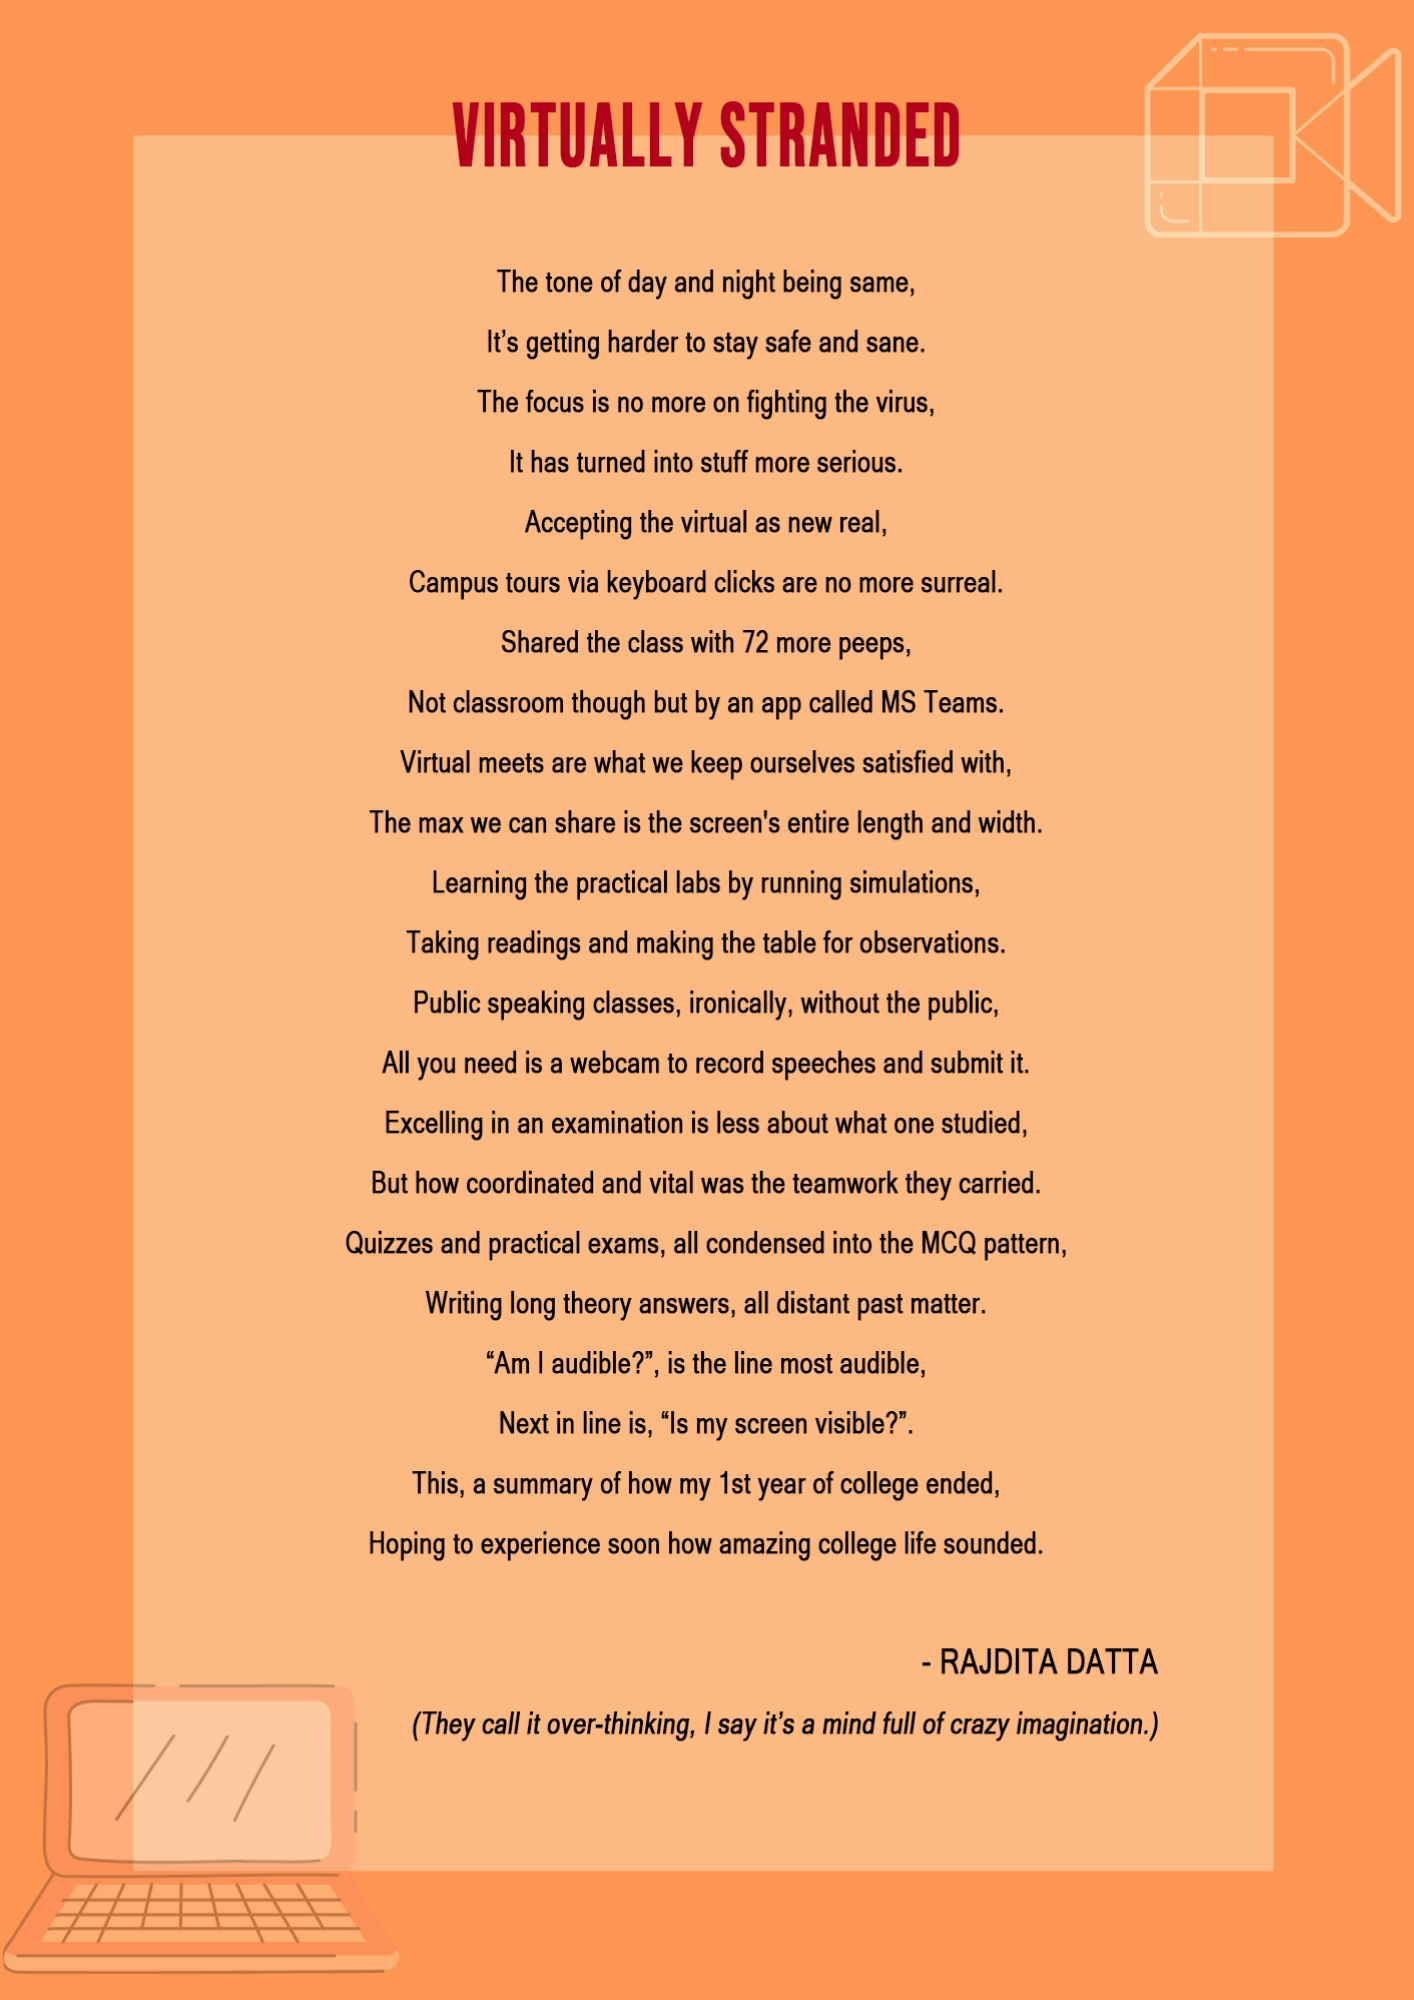 VIRTUALLY STRANDED
The tone of day and night being same,
It’s getting harder to stay safe and sane.
The focus is no more on fighting the virus,
It has turned into stuff more serious.
Accepting the virtual as new real,
Campus tours via keyboard clicks are no more surreal.
Shared the class with 72 more peeps,
Not classroom though but by an app called MS Teams.
Virtual meets are what we keep ourselves satisfied with,
The max we can share is the screen's entire length and width.
Learning the practical labs by running simulations,
Taking readings and making the table for observations.
Public speaking classes, ironically, without the public,
All you need is a webcam to record speeches and submit it.
Excelling in an examination is less about what one studied,
But how coordinated and vital was the teamwork they carried.
Quizzes and practical exams, all condensed into the MCQ pattern,
Writing long theory answers, all distant past matter.
“Am I audible?”, is the line most audible,
Next in line is, “Is my screen visible?”.
This, a summary of how my 1st year of college ended,
Hoping to experience soon how amazing college life sounded.
- RAJDITA DATTA
(They call it over-thinking, I say it’s a mind full of crazy imagination.)